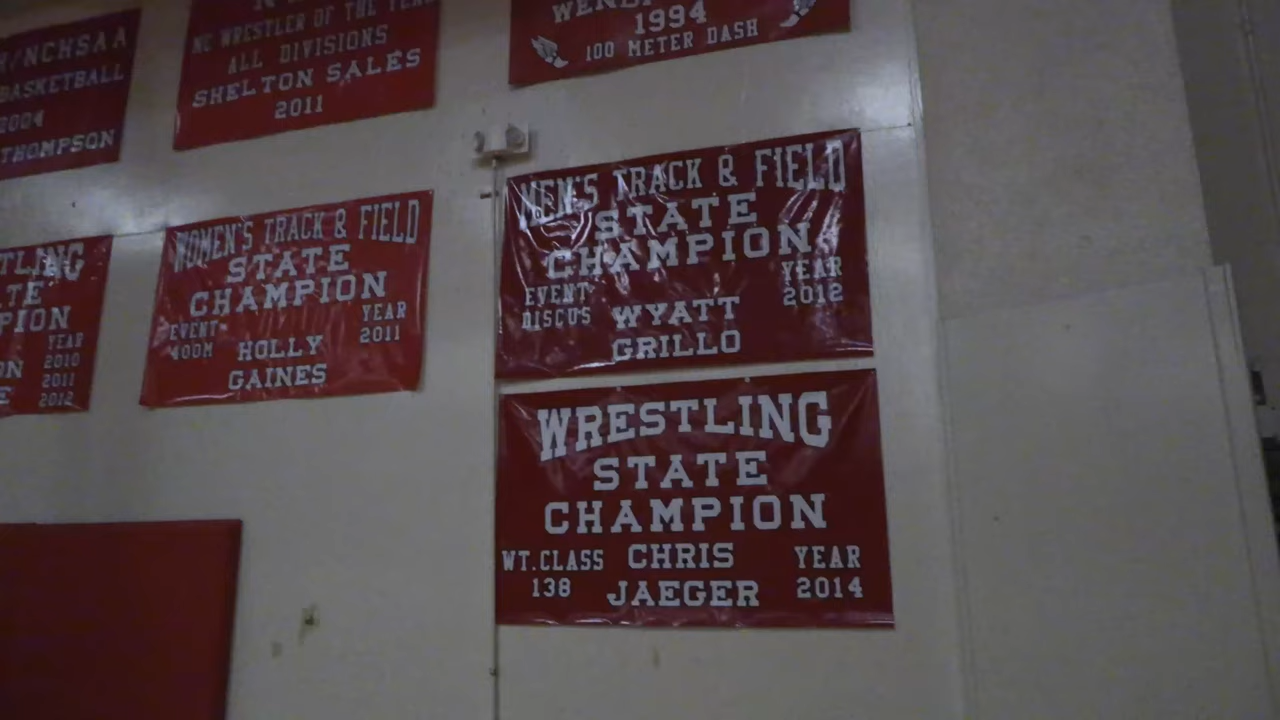 /NCHSAA
BASKETBALL
2004
THOMPSON
NC WRESTLER OF THE YEAR
ALL DIVISIONS
SHELTON SALES
2011
1994
100 METER DASH
YEAR
2010
2011
2012
WOMEN'S TRACK & FIELD
STATE
CHAMPION
EVENT
400M
HOLLY
GAINES
YEAR
2011
MEN'S TRACK & FIELD
STATE
CHAMPION
EVENT
DISCUS
WYATT
GRILLO
YEAR
2012
WRESTLING
STATE
CHAMPION
WT.CLASS
138
CHRIS
JAEGER
YEAR
2014